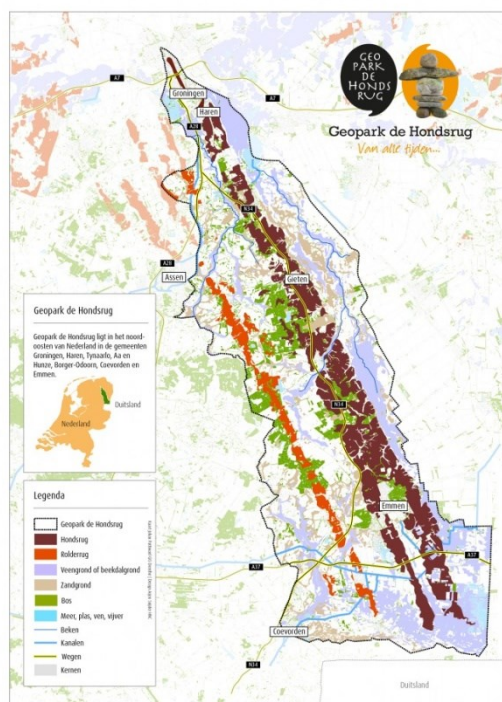 GEO
PARK
DE
HONDS
RUG
Geopark de Hondsrug
Van alle tijden...
A7
Groningen
A7
Haren
A28
N34
A28
Assen
Gieten
Geopark de Hondsrug
Geopark de Hondsrug ligt in het noord-
oosten van Nederland in de gemeenten
Groningen, Haren, Tynaarlo, Aa en
Hunze, Borger-Odoorn, Coevorden en
Emmen.
Duitsland
Nederland
N34
Legenda
Geopark de Hondsrug
Hondsrug
Rolderrug
Veengrond of beekdalgrond
Zandgrond
Bos
Meer, plas, ven, vijver
Beken
Kanalen
Wegen
Kernen
Emmen
A37
A37
Coevorden
N34
Duitsland